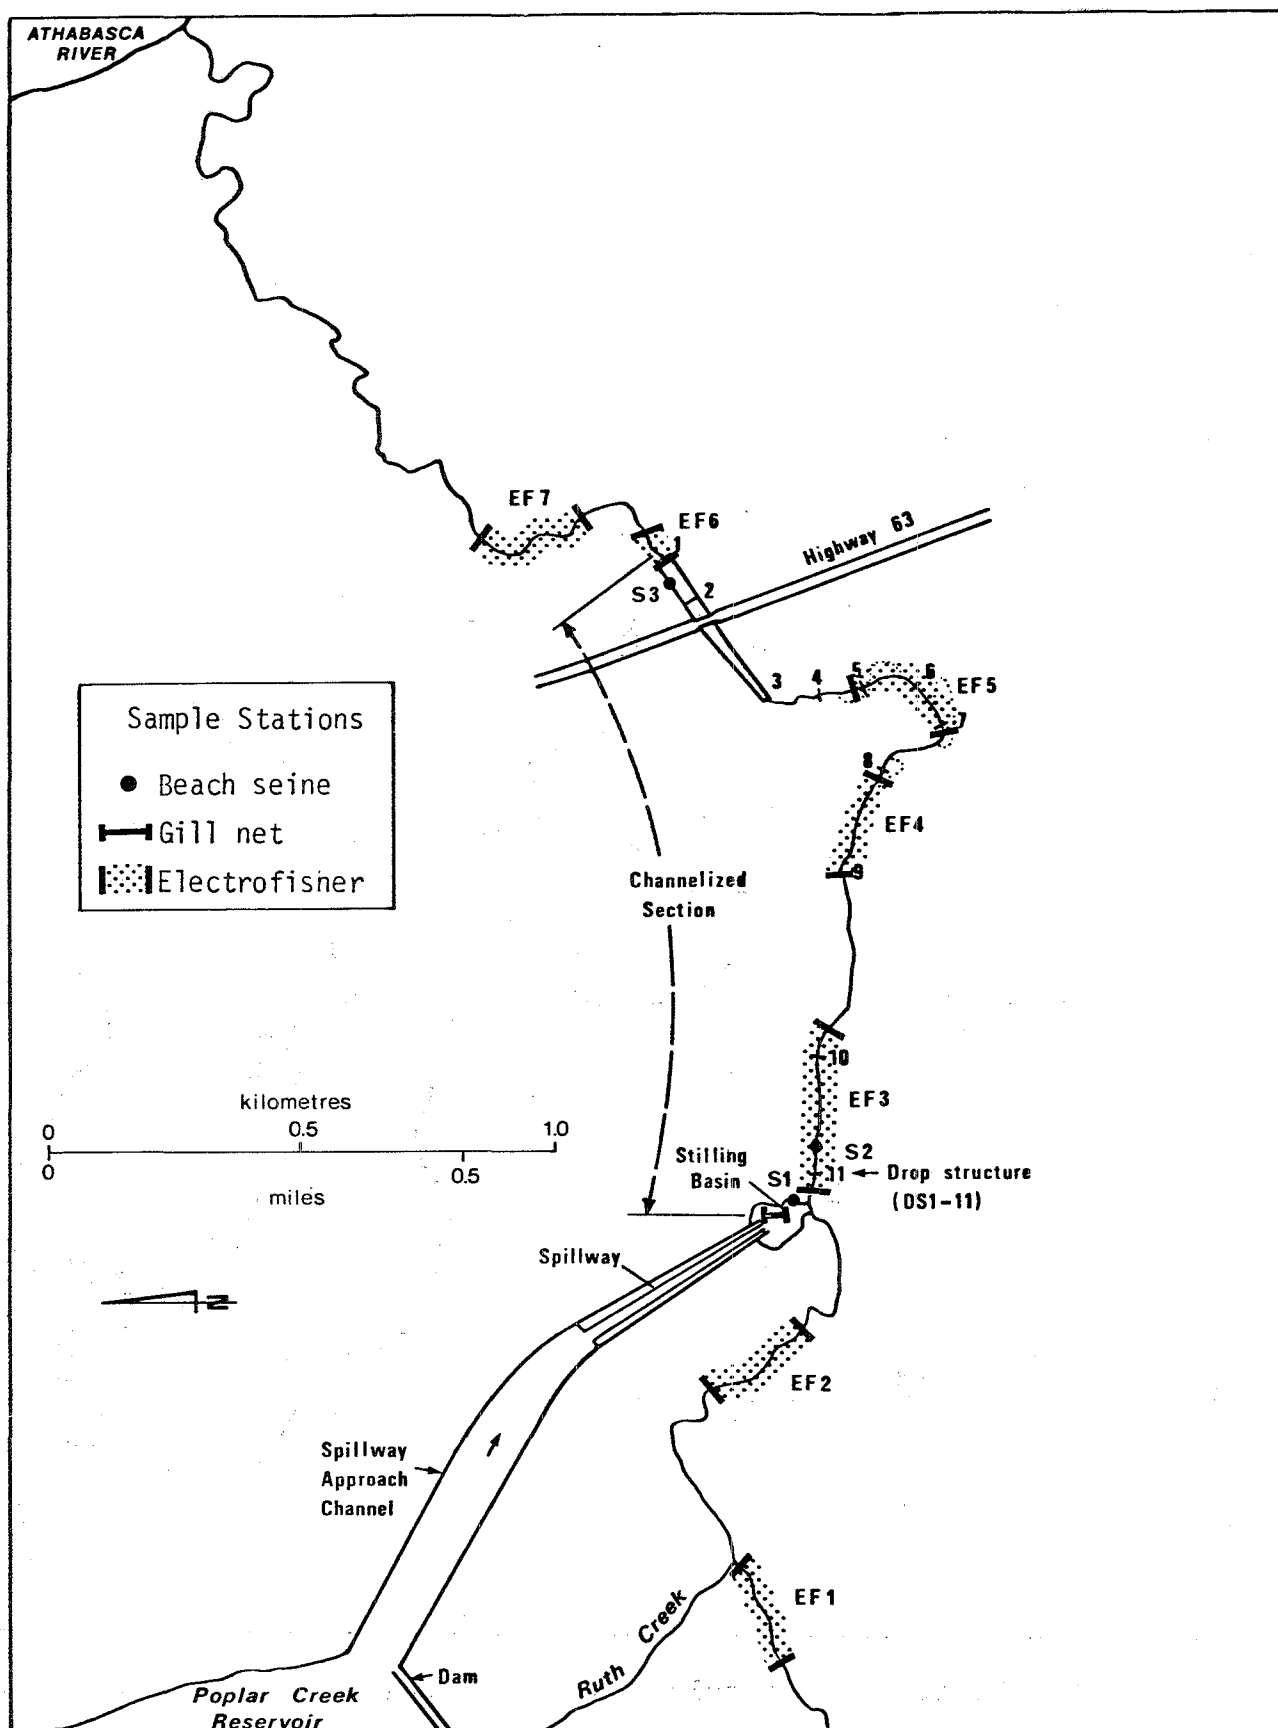 ATHABASCA
RIVER
EF7
EF6
1
Highway 63
S3
2
3
4
5
6
EF5
7
Sample Stations
Beach seine
Gill net
Electrofisner
8
EF4
9
Channelized
Section
10
EF3
kilometres
0
0.5
1.0
0
0.5
miles
S2
Stilling
Basin
S1
11
Drop structure
(DS1-11)
Spillway
N
EF2
Spillway
Approach
Channel
EF1
Ruth Creek
Dam
Poplar Creek
Reservoir